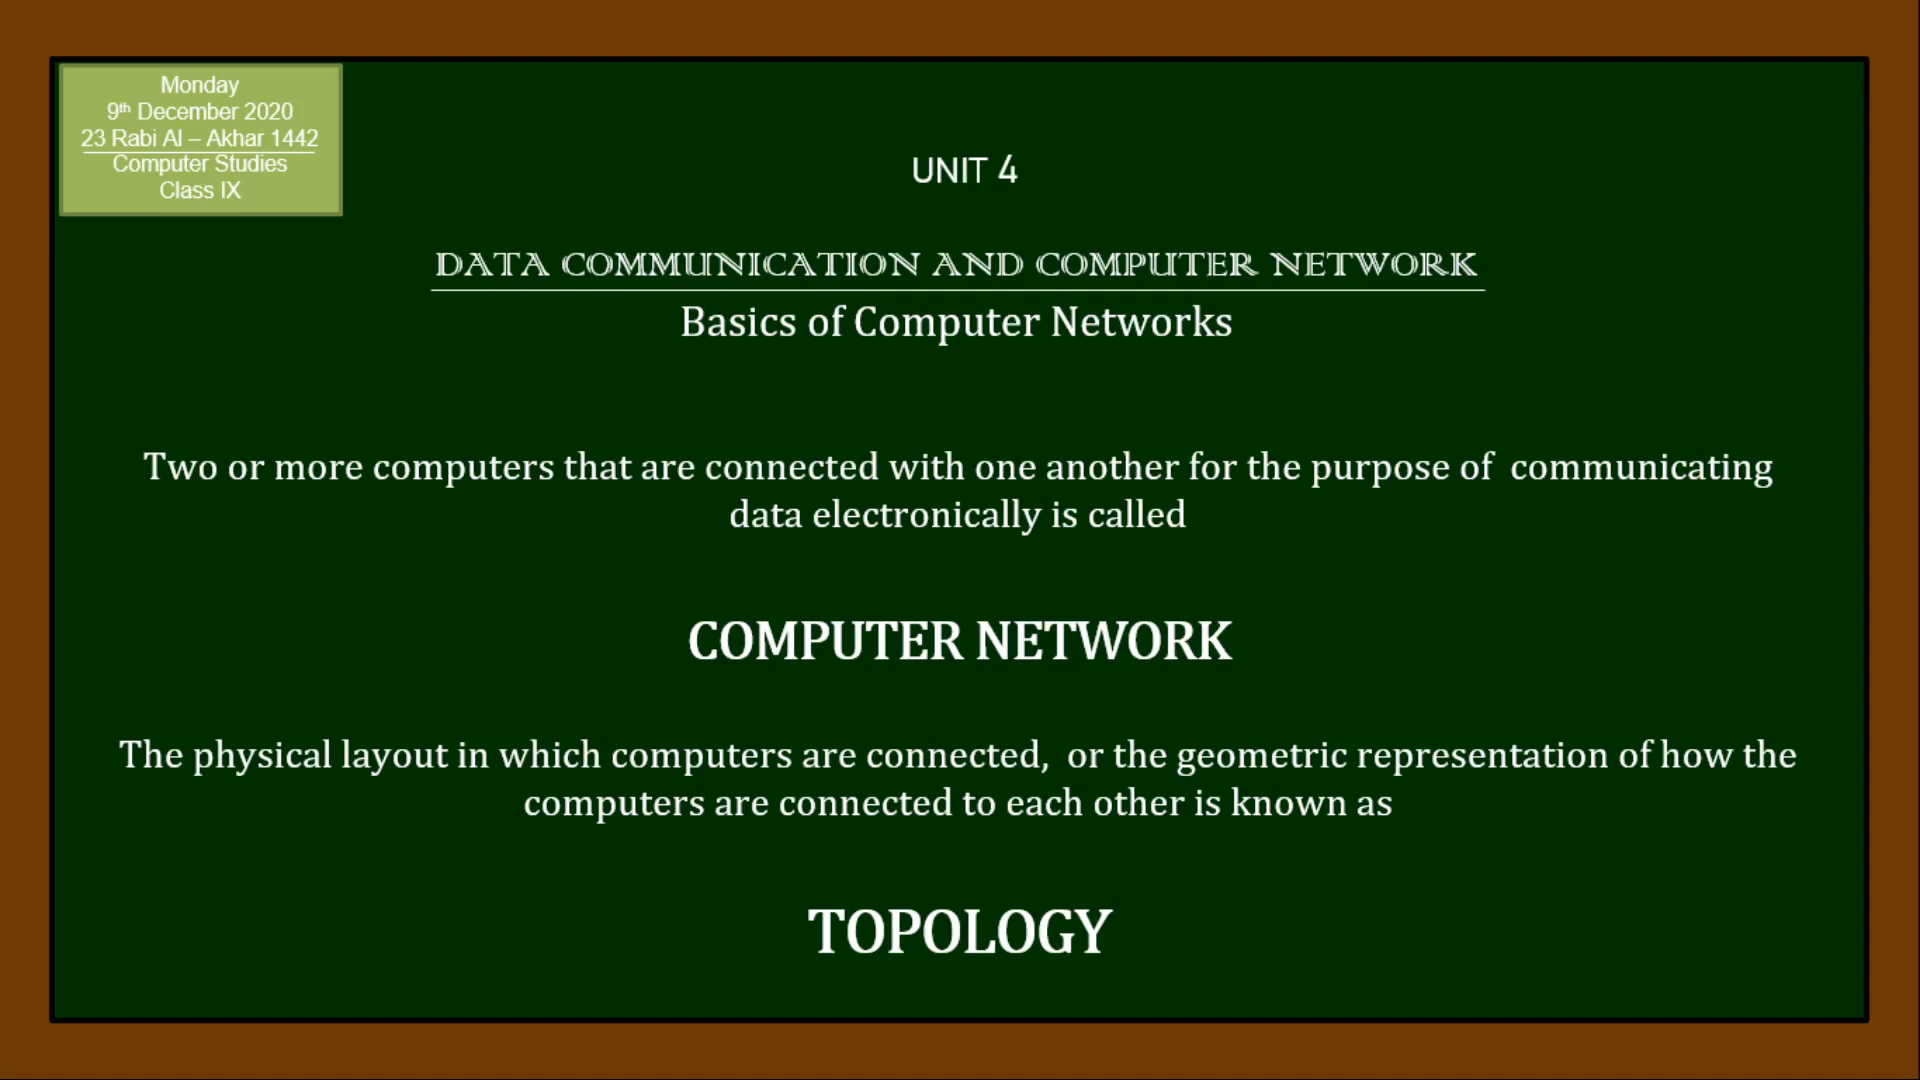 Monday
9th December 2020
23 Rabi Al – Akhar 1442
Computer Studies
Class IX
UNIT 4
DATA COMMUNICATION AND COMPUTER NETWORK
Basics of Computer Networks
Two or more computers that are connected with one another for the purpose of communicating
data electronically is called
COMPUTER NETWORK
The physical layout in which computers are connected, or the geometric representation of how the
computers are connected to each other is known as
TOPOLOGY